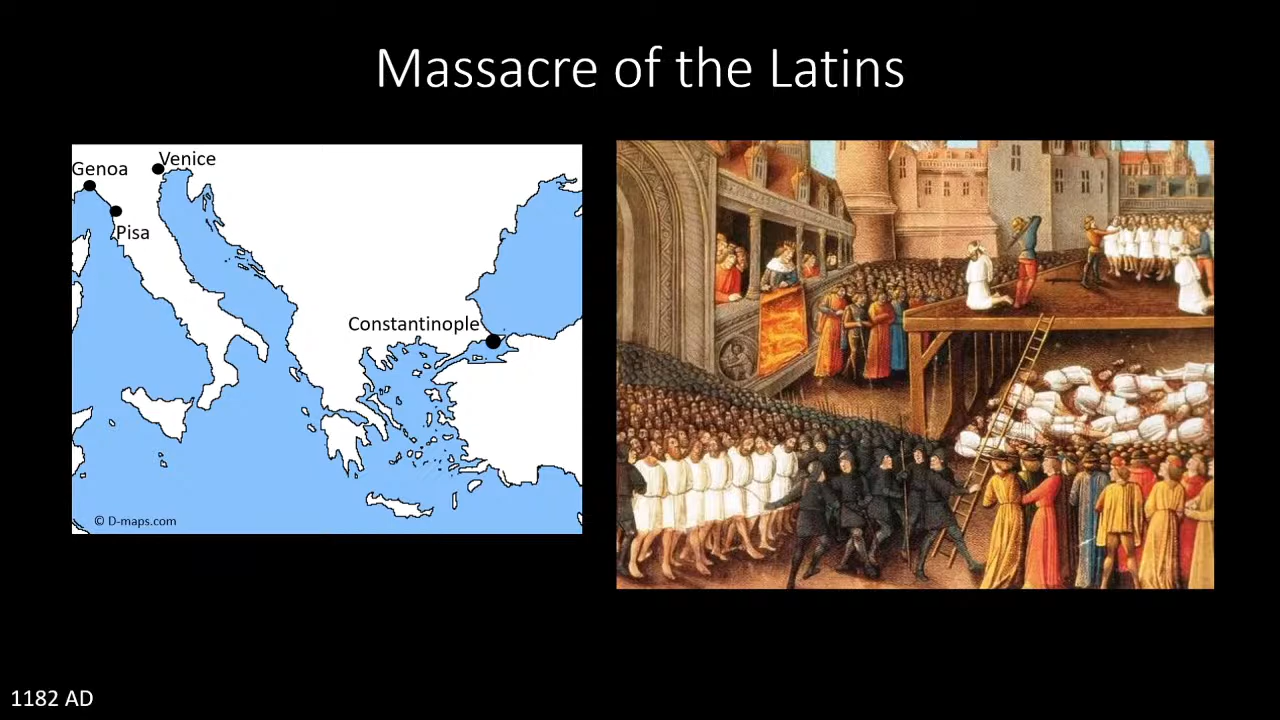 Massacre of the Latins
Genoa
Venice
Pisa
Constantinople
© D-maps.com
1182 AD